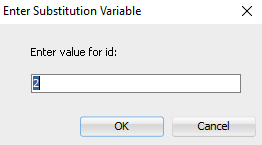 Enter Substitution Variable
Enter value for id:
2
OK
Cancel